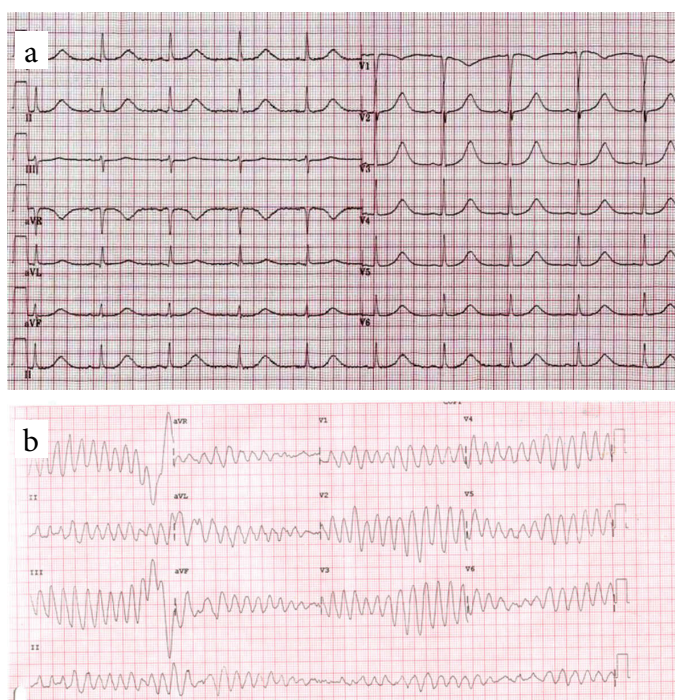 a
V1
II V2
III V3
aVR V4
aVL V5
aVF V6
II
b
aVR V1 V4
II aVL V2 V5
III aVF V3 V6
II